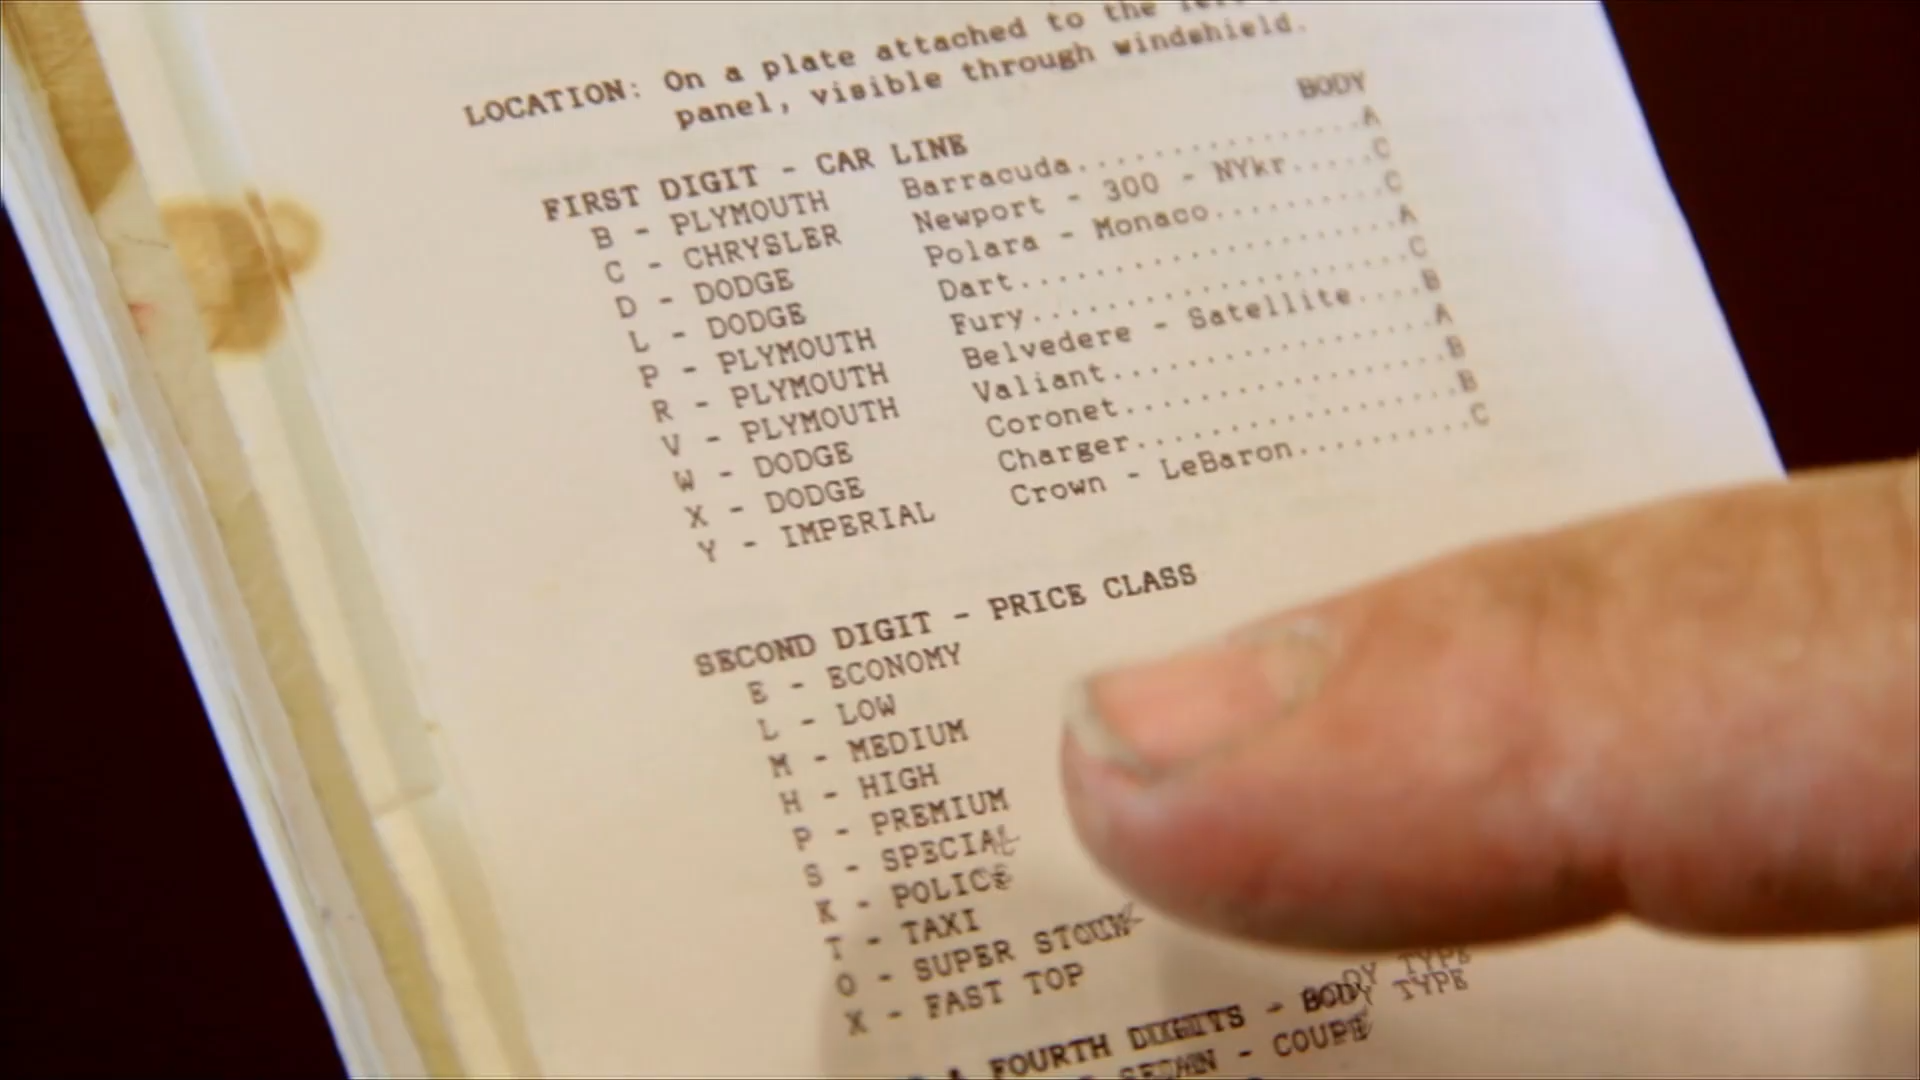 LOCATION: On a plate attached to the
panel, visible through windshield.
BODY
FIRST DIGIT - CAR LINE
B - PLYMOUTH Barracuda...............A
C - CHRYSLER Newport - 300 - NYkr.....C
D - DODGE Polara - Monaco..........C
L - DODGE Dart....................A
P - PLYMOUTH Fury....................C
R - PLYMOUTH Belvedere - Satellite....B
V - PLYMOUTH Valiant.................A
W - DODGE Coronet.................B
X - DODGE Charger.................B
Y - IMPERIAL Crown - LeBaron..........C
SECOND DIGIT - PRICE CLASS
E - ECONOMY
L - LOW
M - MEDIUM
H - HIGH
P - PREMIUM
S - SPECIAL
K - POLICE
T - TAXI
O - SUPER STOCK
X - FAST TOP
& FOURTH DIGITS - BODY TYPE
SEDAN - COUPE